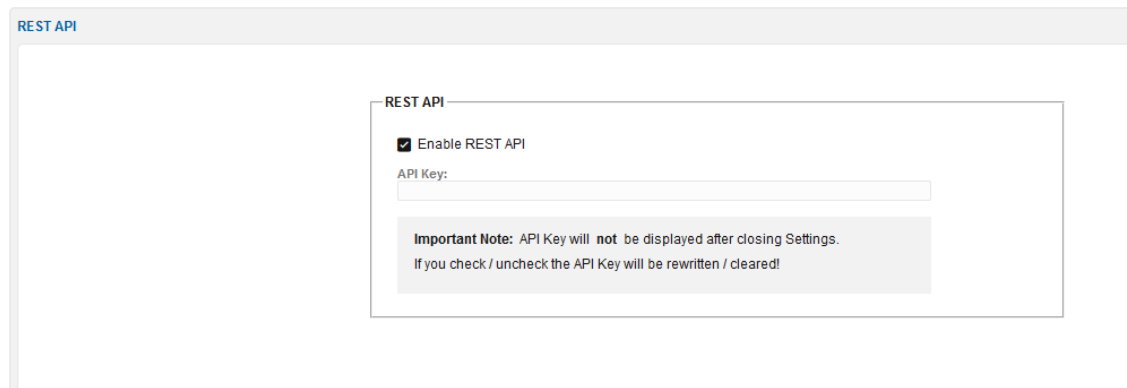 REST API
REST API
Enable REST API
API Key:
Important Note: API Key will not be displayed after closing Settings.
If you check / uncheck the API Key will be rewritten / cleared!